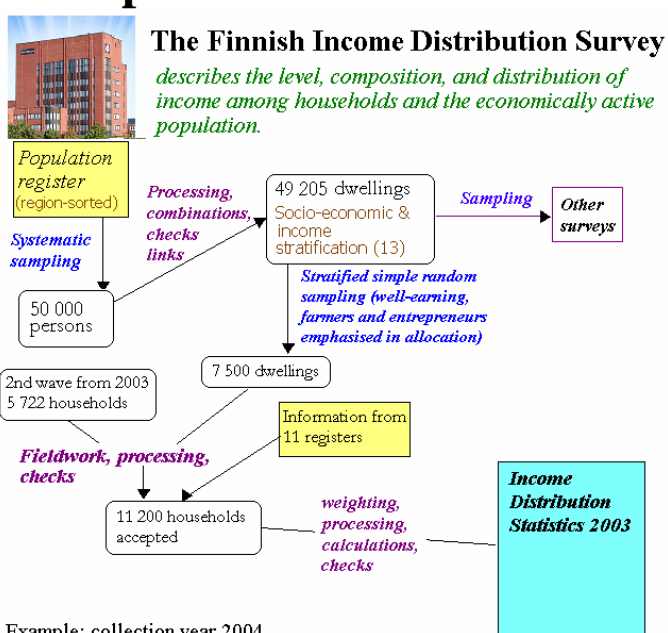 The Finnish Income Distribution Survey
describes the level, composition, and distribution of
income among households and the economically active
population.
Population
register
(region-sorted)
Processing,
combinations,
checks
links
49 205 dwellings
Socio-economic &
income
stratification (13)
Sampling
Other
surveys
Systematic
sampling
50 000
persons
Stratified simple random
sampling (well-earning,
farmers and entrepreneurs
emphasised in allocation)
2nd wave from 2003
5 722 households
7 500 dwellings
Information from
11 registers
Fieldwork, processing,
checks
11 200 households
accepted
weighting,
processing,
calculations,
checks
Income
Distribution
Statistics 2003
Example: collection year 2004